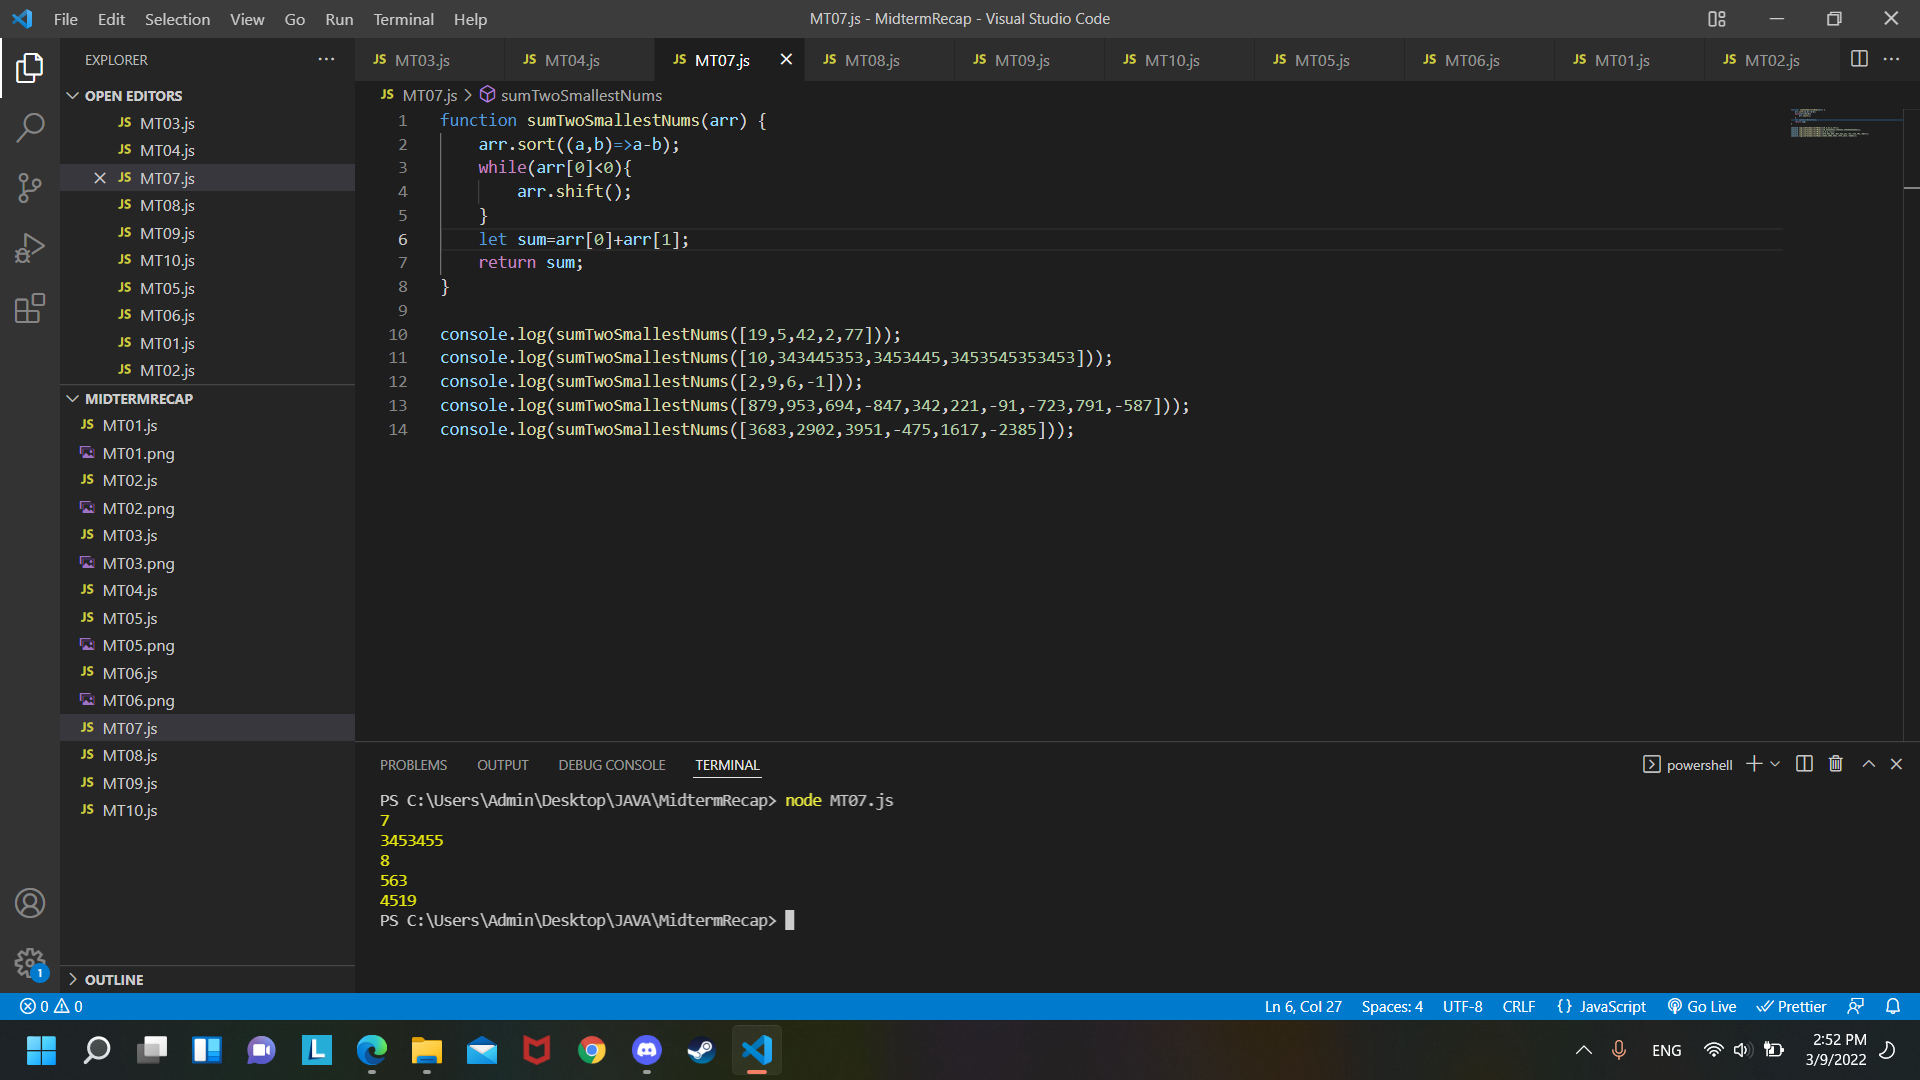 File Edit Selection View Go Run Terminal Help
MT07.js - MidtermRecap - Visual Studio Code
EXPLORER
OPEN EDITORS
JS MT03.js
JS MT04.js
JS MT07.js
JS MT08.js
JS MT09.js
JS MT10.js
JS MT05.js
JS MT06.js
JS MT01.js
JS MT02.js
MIDTERMRECAP
JS MT01.js
MT01.png
JS MT02.js
MT02.png
JS MT03.js
MT03.png
JS MT04.js
JS MT05.js
MT05.png
JS MT06.js
MT06.png
JS MT07.js
JS MT08.js
JS MT09.js
JS MT10.js
OUTLINE
JS MT03.js JS MT04.js JS MT07.js JS MT08.js JS MT09.js JS MT10.js JS MT05.js JS MT06.js JS MT01.js JS MT02.js
JS MT07.js > sumTwoSmallestNums
1 function sumTwoSmallestNums(arr) {
2 arr.sort((a,b)=>a-b);
3 while(arr[0]<0){
4 arr.shift();
5 }
6 let sum=arr[0]+arr[1];
7 return sum;
8 }
9
10 console.log(sumTwoSmallestNums([19,5,42,2,77]));
11 console.log(sumTwoSmallestNums([10,343445353,3453445,3453545353453]));
12 console.log(sumTwoSmallestNums([2,9,6,-1]));
13 console.log(sumTwoSmallestNums([879,953,694,-847,342,221,-91,-723,791,-587]));
14 console.log(sumTwoSmallestNums([3683,2902,3951,-475,1617,-2385]));
PROBLEMS OUTPUT DEBUG CONSOLE TERMINAL
powershell
PS C:\Users\Admin\Desktop\JAVA\MidtermRecap> node MT07.js
7
3453455
8
563
4519
PS C:\Users\Admin\Desktop\JAVA\MidtermRecap>
1
0 0
Ln 6, Col 27 Spaces: 4 UTF-8 CRLF {} JavaScript Go Live Prettier
L
ENG
2:52 PM
3/9/2022